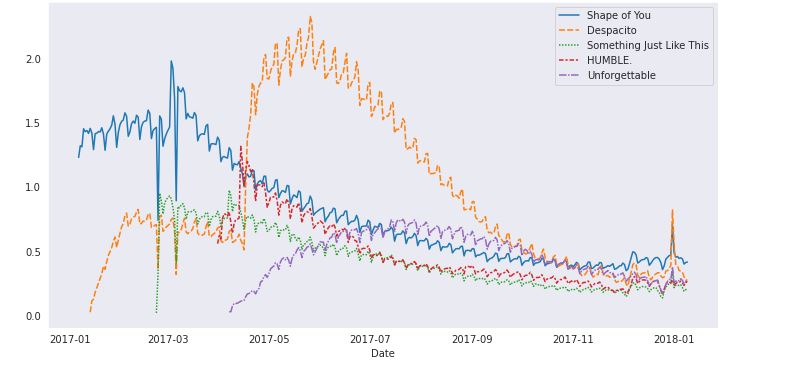 Shape of You
Despacito
Something Just Like This
HUMBLE.
Unforgettable
2.0
1.5
1.0
0.5
0.0
2017-01 2017-03 2017-05 2017-07 2017-09 2017-11 2018-01
Date